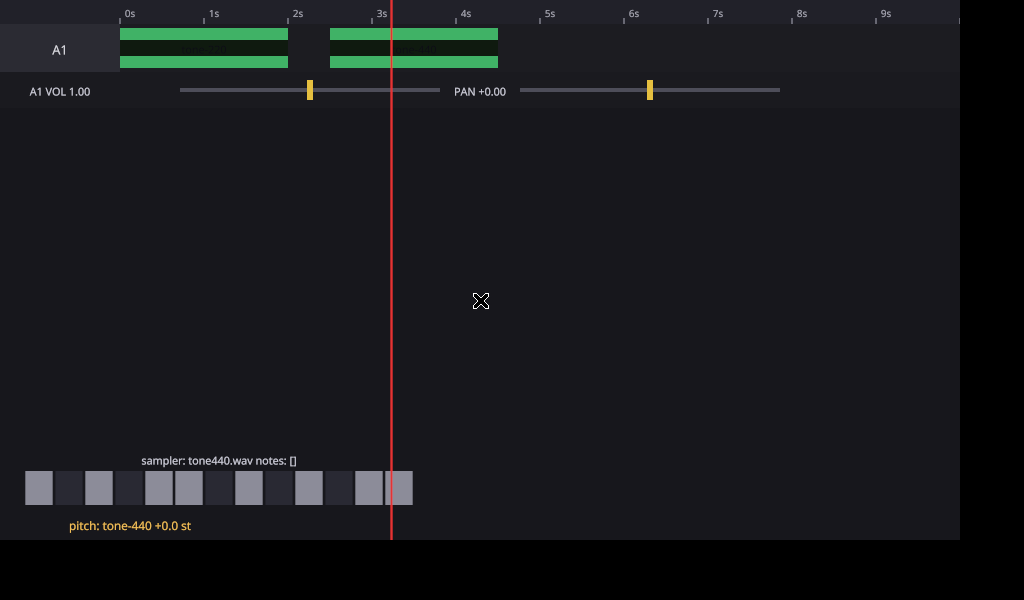 0s 1s 2s 3s 4s 5s 6s 7s 8s 9s
A1
A1 VOL 1.00 PAN +0.00
sampler: tone440.wav notes: []
pitch: tone-440 +0.0 st